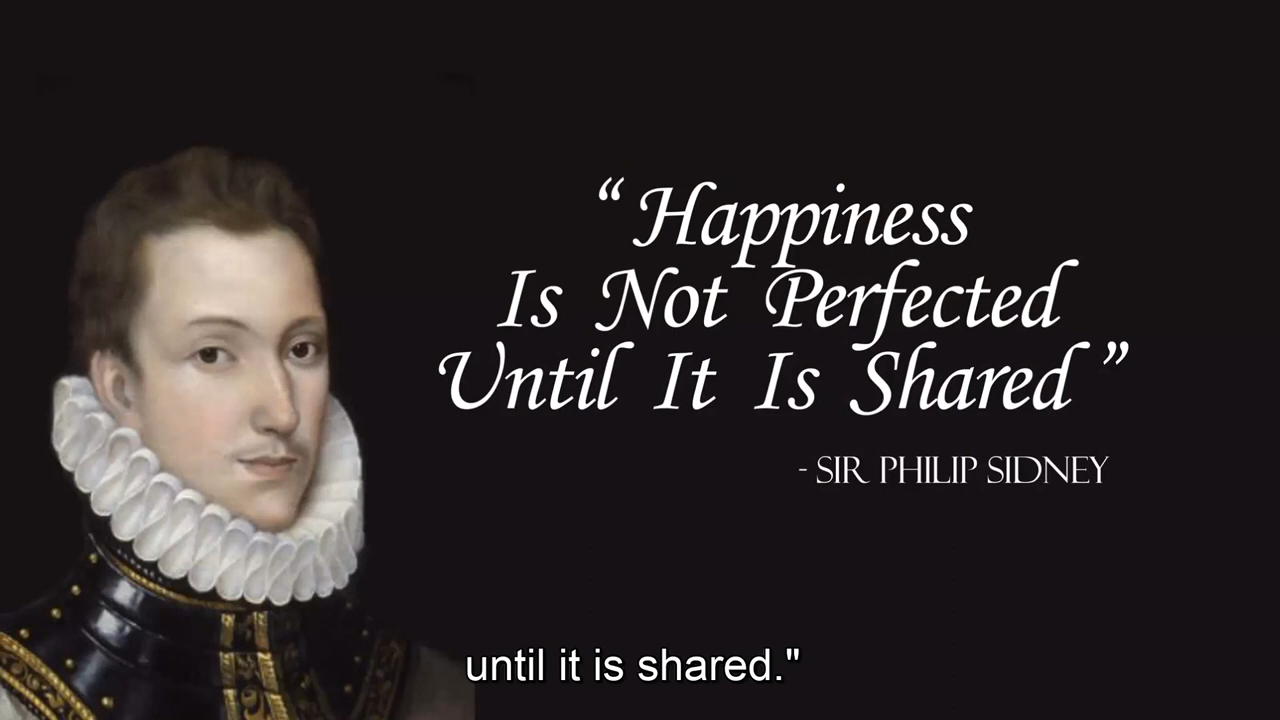 “ Happiness
Is Not Perfected
Until It Is Shared ”
- SIR PHILIP SIDNEY
until it is shared."